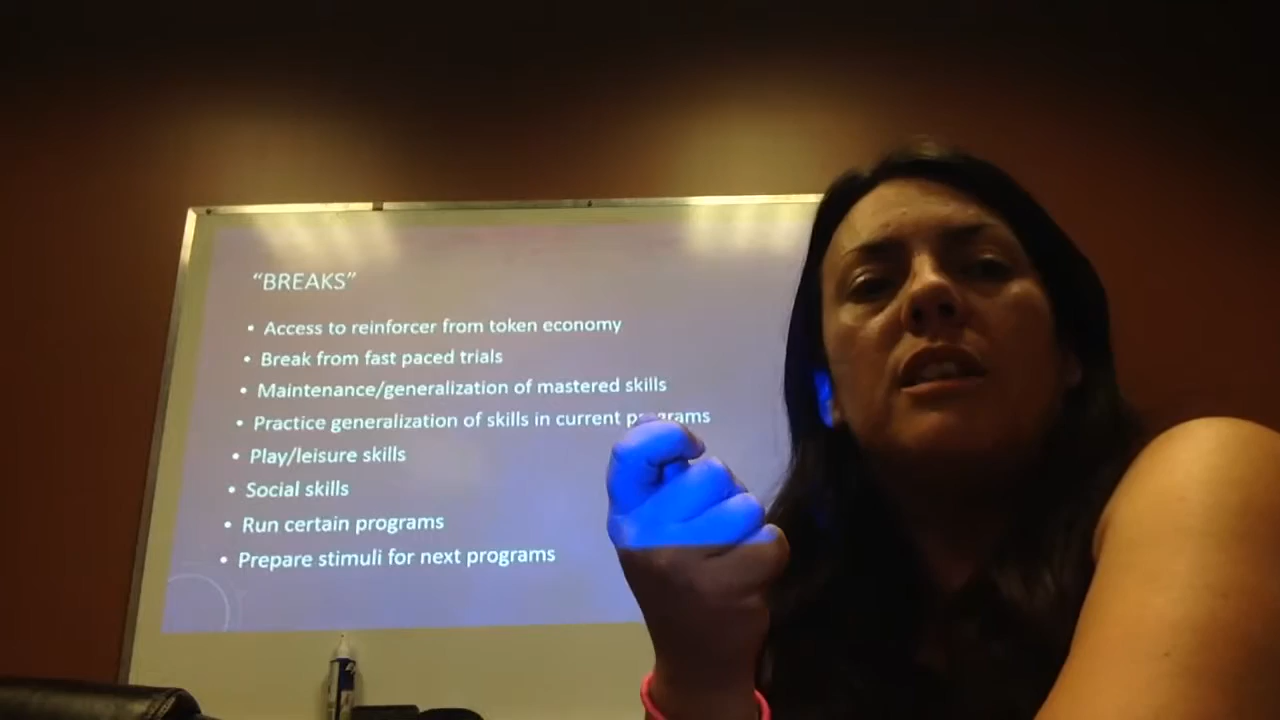 “BREAKS”
• Access to reinforcer from token economy
• Break from fast paced trials
• Maintenance/generalization of mastered skills
• Practice generalization of skills in current programs
• Play/leisure skills
• Social skills
• Run certain programs
• Prepare stimuli for next programs